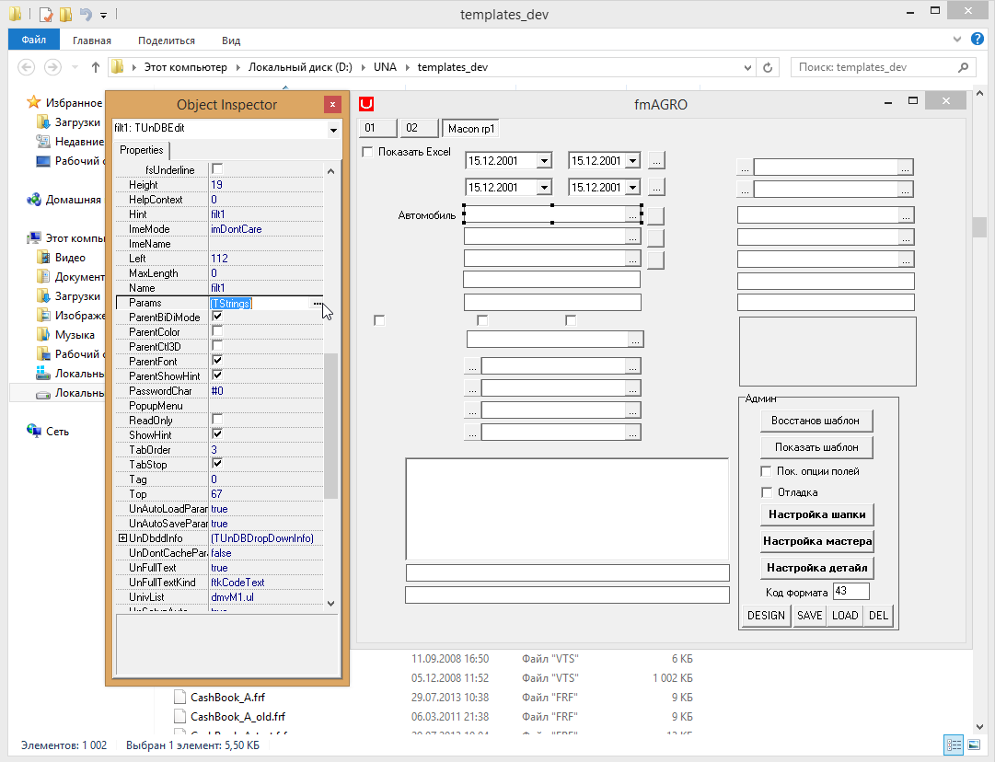 templates_dev
Файл
Главная
Поделиться
Вид
Этот компьютер
Локальный диск (D:)
UNA
templates_dev
Поиск: templates_dev
Избранное
Загрузки
Недавние
Рабочий с
Домашняя
Этот компы
Видео
Документ
Загрузки
Изображе
Музыка
Рабочий с
Локальнь
Локальнь
Сеть
Object Inspector
filt1: TUnDBEdit
Properties
fsUnderline
Height 19
HelpContext 0
Hint filt1
ImeMode imDontCare
ImeName
Left 112
MaxLength 0
Name filt1
Params (TStrings) ...
ParentBiDiMode
ParentColor
ParentCtl3D
ParentFont
ParentShowHint
PasswordChar #0
PopupMenu
ReadOnly
ShowHint
TabOrder 3
TabStop
Tag 0
Top 67
UnAutoLoadParar true
UnAutoSaveParar true
UnDbddInfo (TUnDBDropDownInfo)
UnDontCachePara false
UnFullText true
UnFullTextKind ftkCodeText
UnivList dmvM1.ul
fmAGRO
01
02
Масол гр1
Показать Excel
15.12.2001
15.12.2001
...
15.12.2001
15.12.2001
...
Автомобиль
Админ
Восстанов шаблон
Показать шаблон
Пок. опции полей
Отладка
Настройка шапки
Настройка мастера
Настройка детайл
Код формата 43
DESIGN
SAVE
LOAD
DEL
11.09.2008 16:50 Файл "VTS" 6 КБ
05.12.2008 11:52 Файл "VTS" 1 002 КБ
CashBook_A.frf 29.07.2013 10:38 Файл "FRF" 9 КБ
CashBook_A_old.frf 06.03.2011 21:38 Файл "FRF" 9 КБ
Элементов: 1 002
Выбран 1 элемент: 5,50 КБ